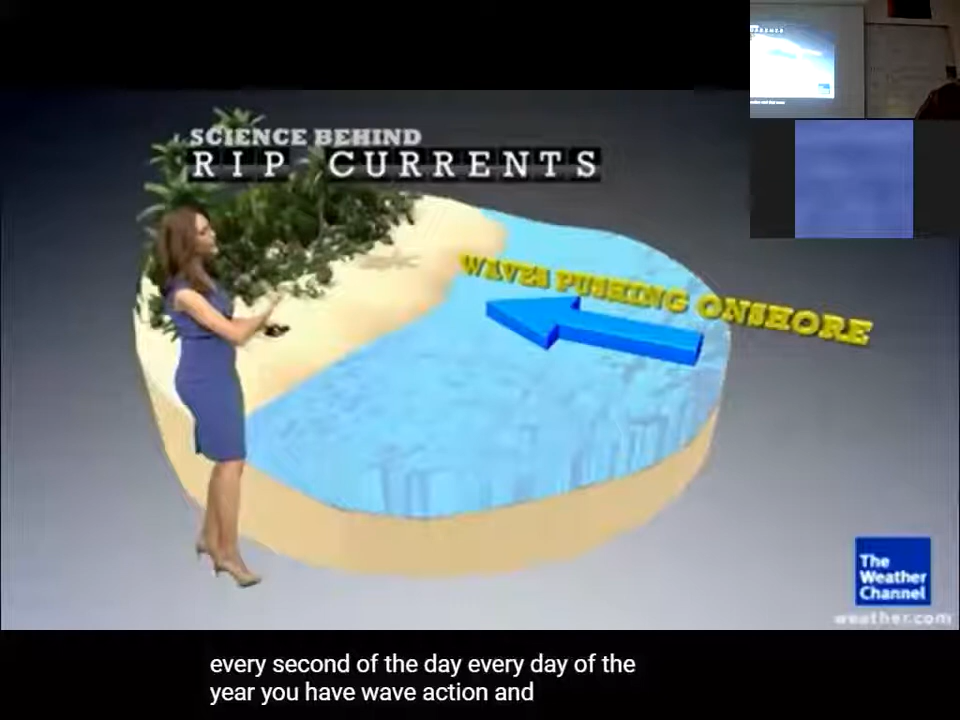 SCIENCE BEHIND
RIP CURRENTS
WAVES PUSHING ONSHORE
The
Weather
Channel
weather.com
every second of the day every day of the
year you have wave action and